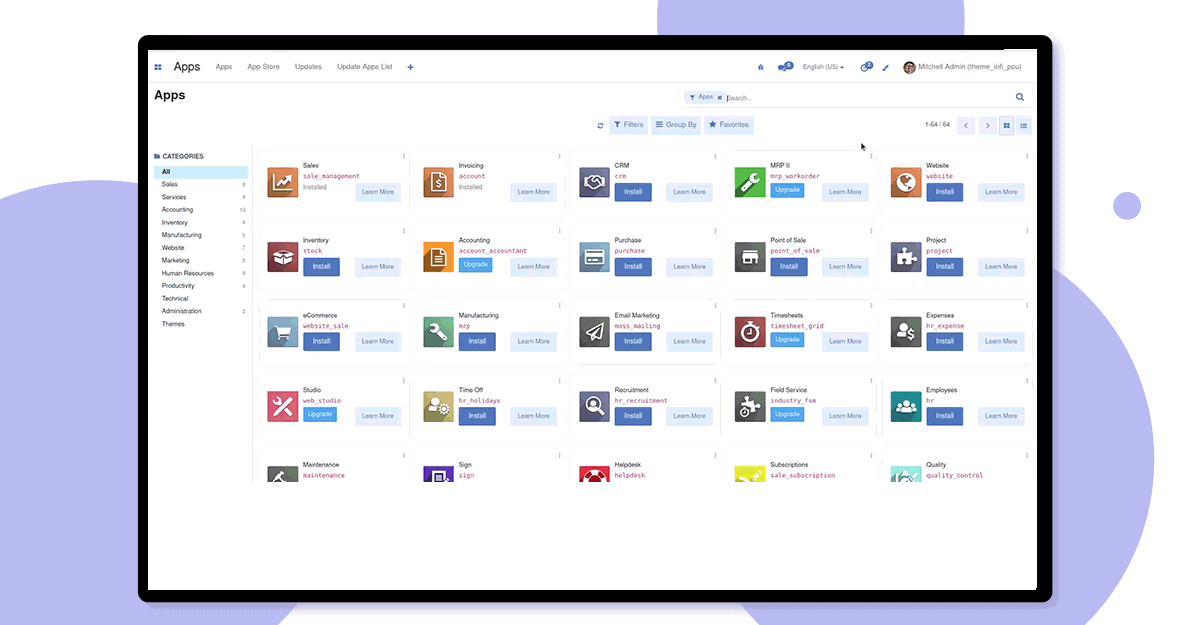 Apps Apps App Store Updates Update Apps List + 5 English (US) 2 Mitchell Admin (theme_infi_pou)
Apps
Apps × Search...
Filters Group By Favorites 1-64 / 64
CATEGORIES
All
Sales 8
Services 4
Accounting 13
Inventory 4
Manufacturing 5
Website 7
Marketing 5
Human Resources 9
Productivity 4
Technical
Administration 2
Themes
Sales Invoicing CRM MRP II Website
sale_management account crm mrp_workorder website
Installed Installed Install Upgrade Install
Learn More Learn More Learn More Learn More Learn More
Inventory Accounting Purchase Point of Sale Project
stock account_accountant purchase point_of_sale project
Install Upgrade Install Install Install
Learn More Learn More Learn More Learn More Learn More
eCommerce Manufacturing Email Marketing Timesheets Expenses
website_sale mrp mass_mailing timesheet_grid hr_expense
Install Install Install Upgrade Install
Learn More Learn More Learn More Learn More Learn More
Studio Time Off Recruitment Field Service Employees
web_studio hr_holidays hr_recruitment industry_fsm hr
Upgrade Install Install Upgrade Install
Learn More Learn More Learn More Learn More Learn More
Maintenance Sign Helpdesk Subscriptions Quality
maintenance sign helpdesk sale_subscription quality_control